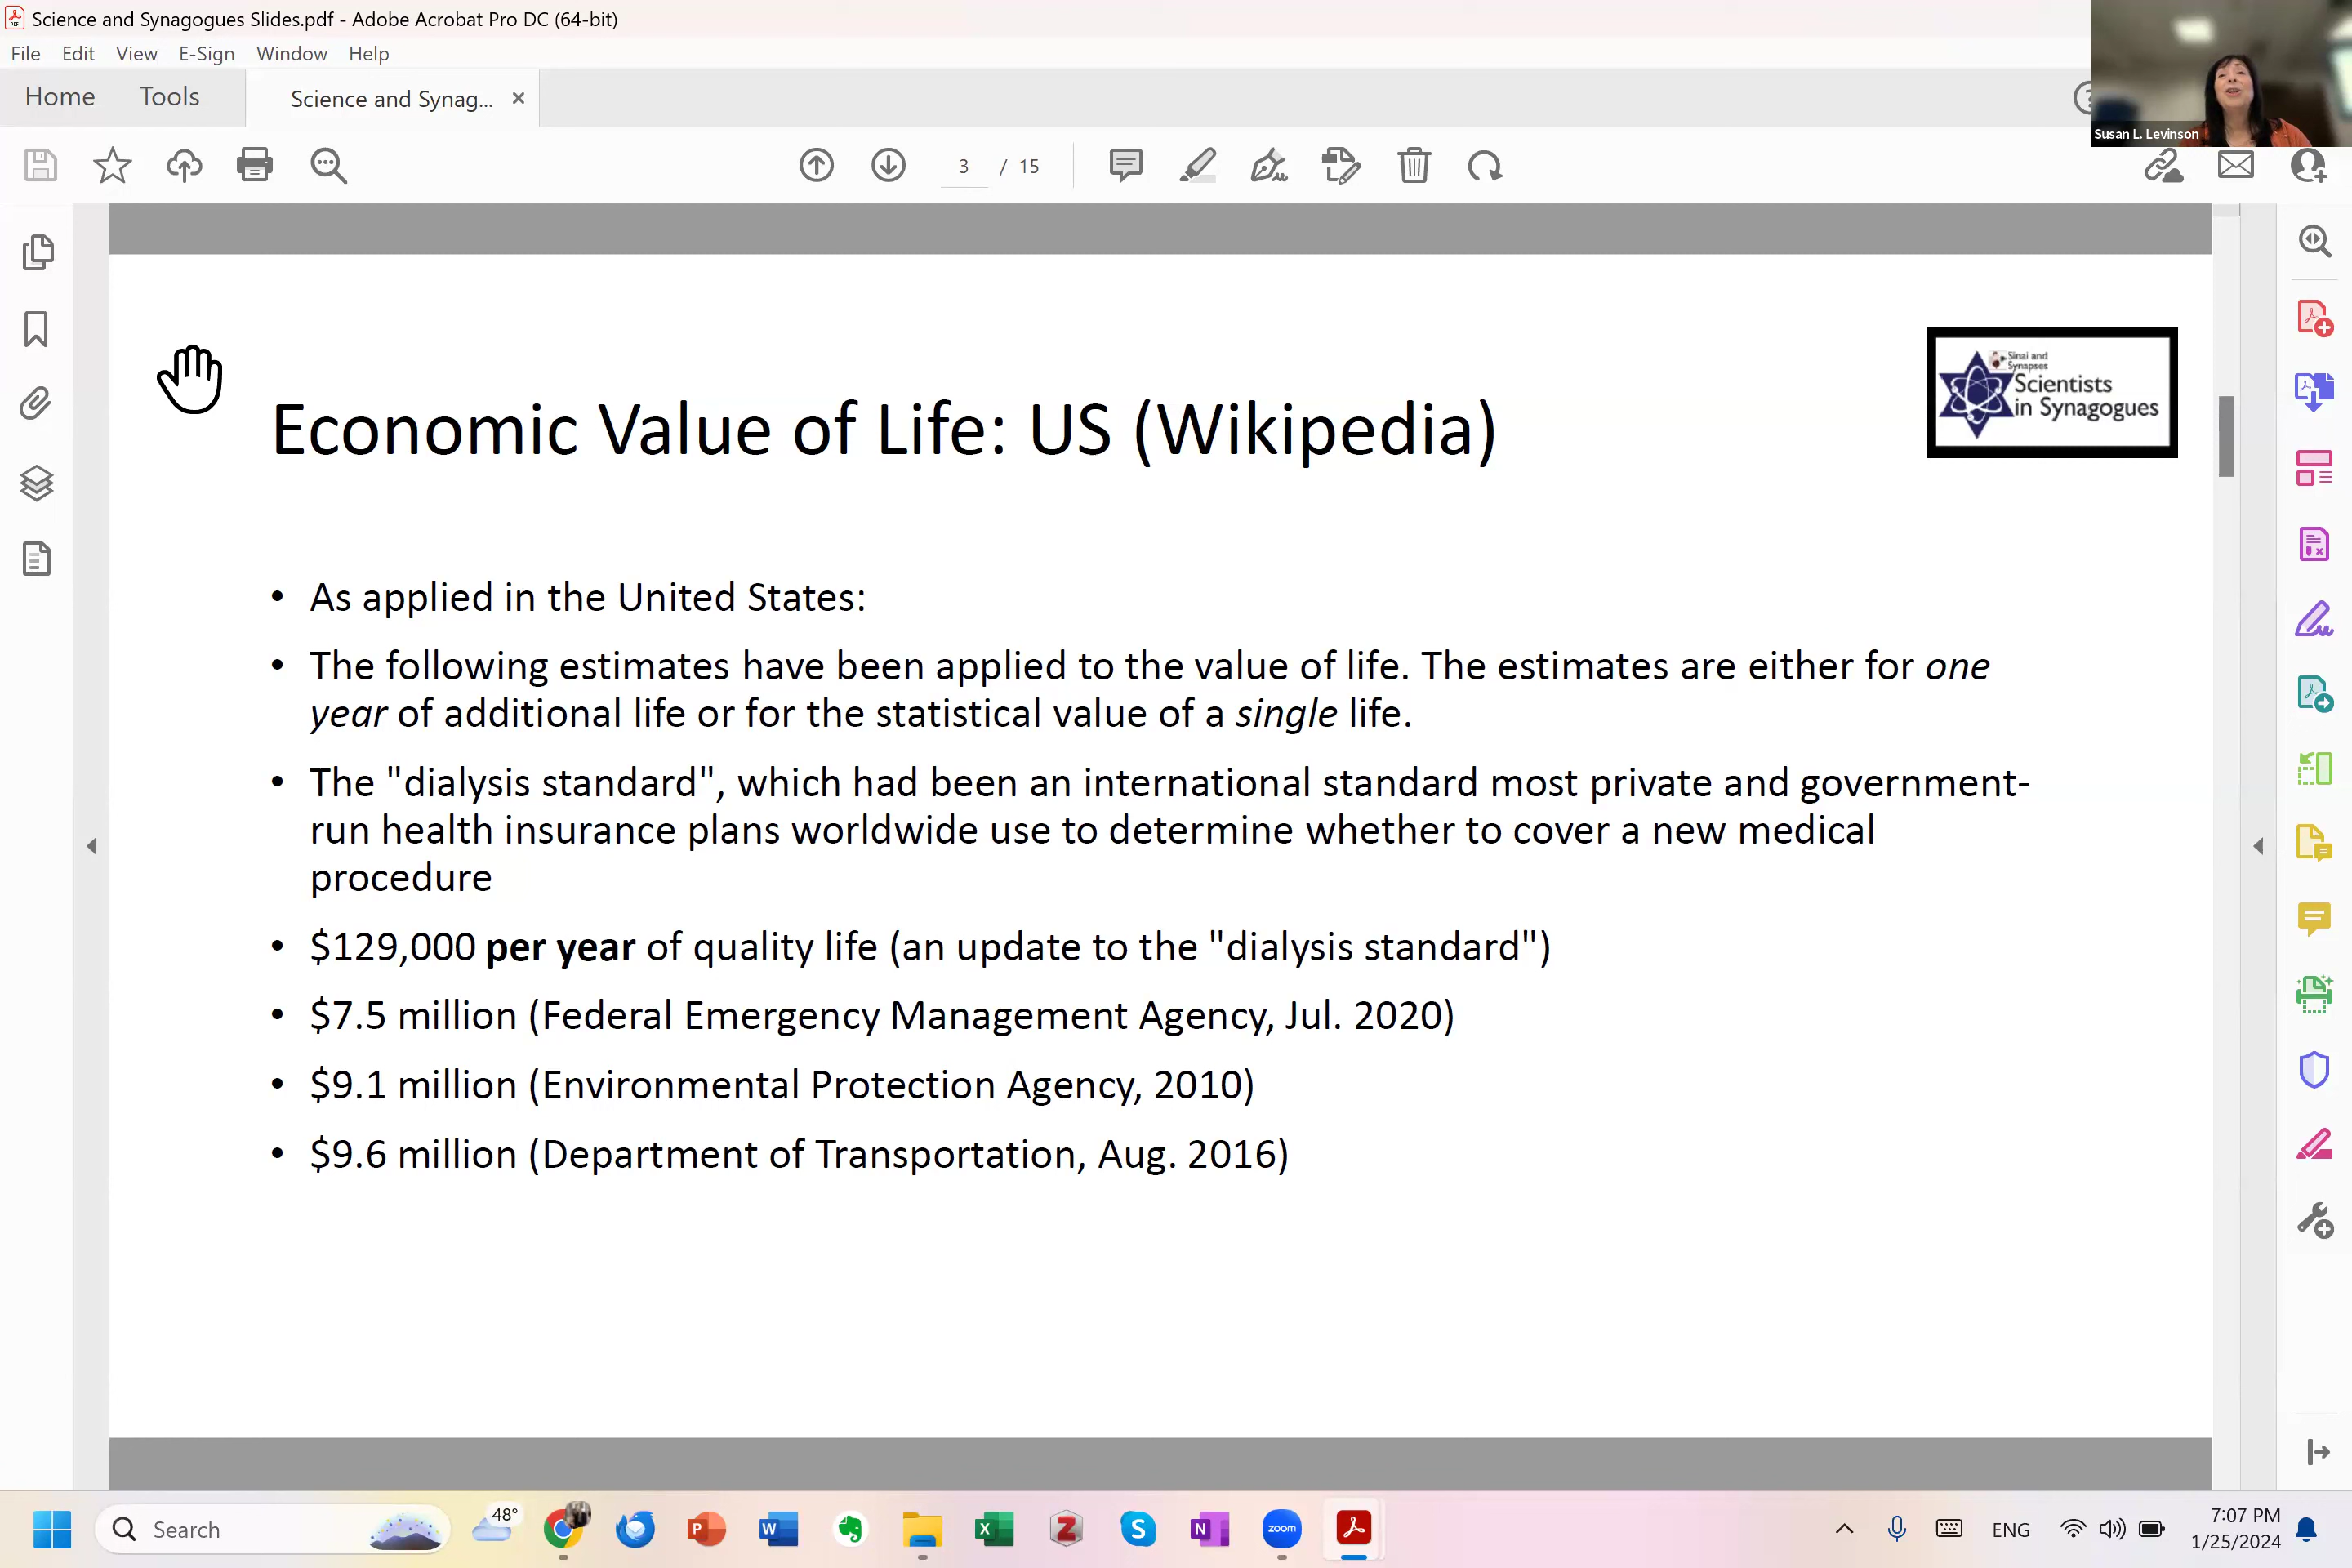 Science and Synagogues Slides.pdf - Adobe Acrobat Pro DC (64-bit)
File Edit View E-Sign Window Help
Home Tools Science and Synag... ×
Susan L. Levinson
3 / 15
Sinai and
Synapses
Scientists
in Synagogues
Economic Value of Life: US (Wikipedia)
• As applied in the United States:
• The following estimates have been applied to the value of life. The estimates are either for one
year of additional life or for the statistical value of a single life.
• The "dialysis standard", which had been an international standard most private and government-
run health insurance plans worldwide use to determine whether to cover a new medical
procedure
• $129,000 per year of quality life (an update to the "dialysis standard")
• $7.5 million (Federal Emergency Management Agency, Jul. 2020)
• $9.1 million (Environmental Protection Agency, 2010)
• $9.6 million (Department of Transportation, Aug. 2016)
Search
48°
P
W
X
Z
S
N
zoom
ENG
7:07 PM
1/25/2024